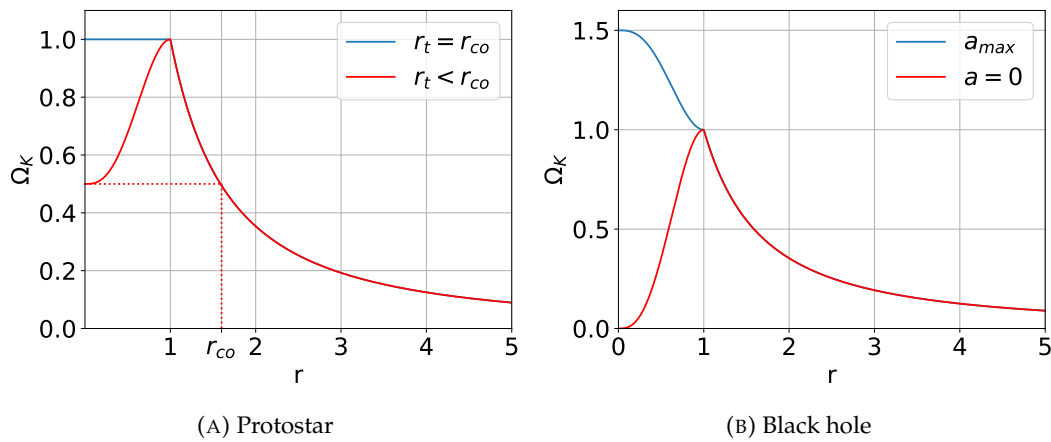 1.0
0.8
0.6
0.4
0.2
0.0
Ω_K
r_t = r_co
r_t < r_co
1 r_co 2 3 4 5
r
(A) Protostar
1.5
1.0
0.5
0.0
Ω_K
a_max
a = 0
0 1 2 3 4 5
r
(B) Black hole